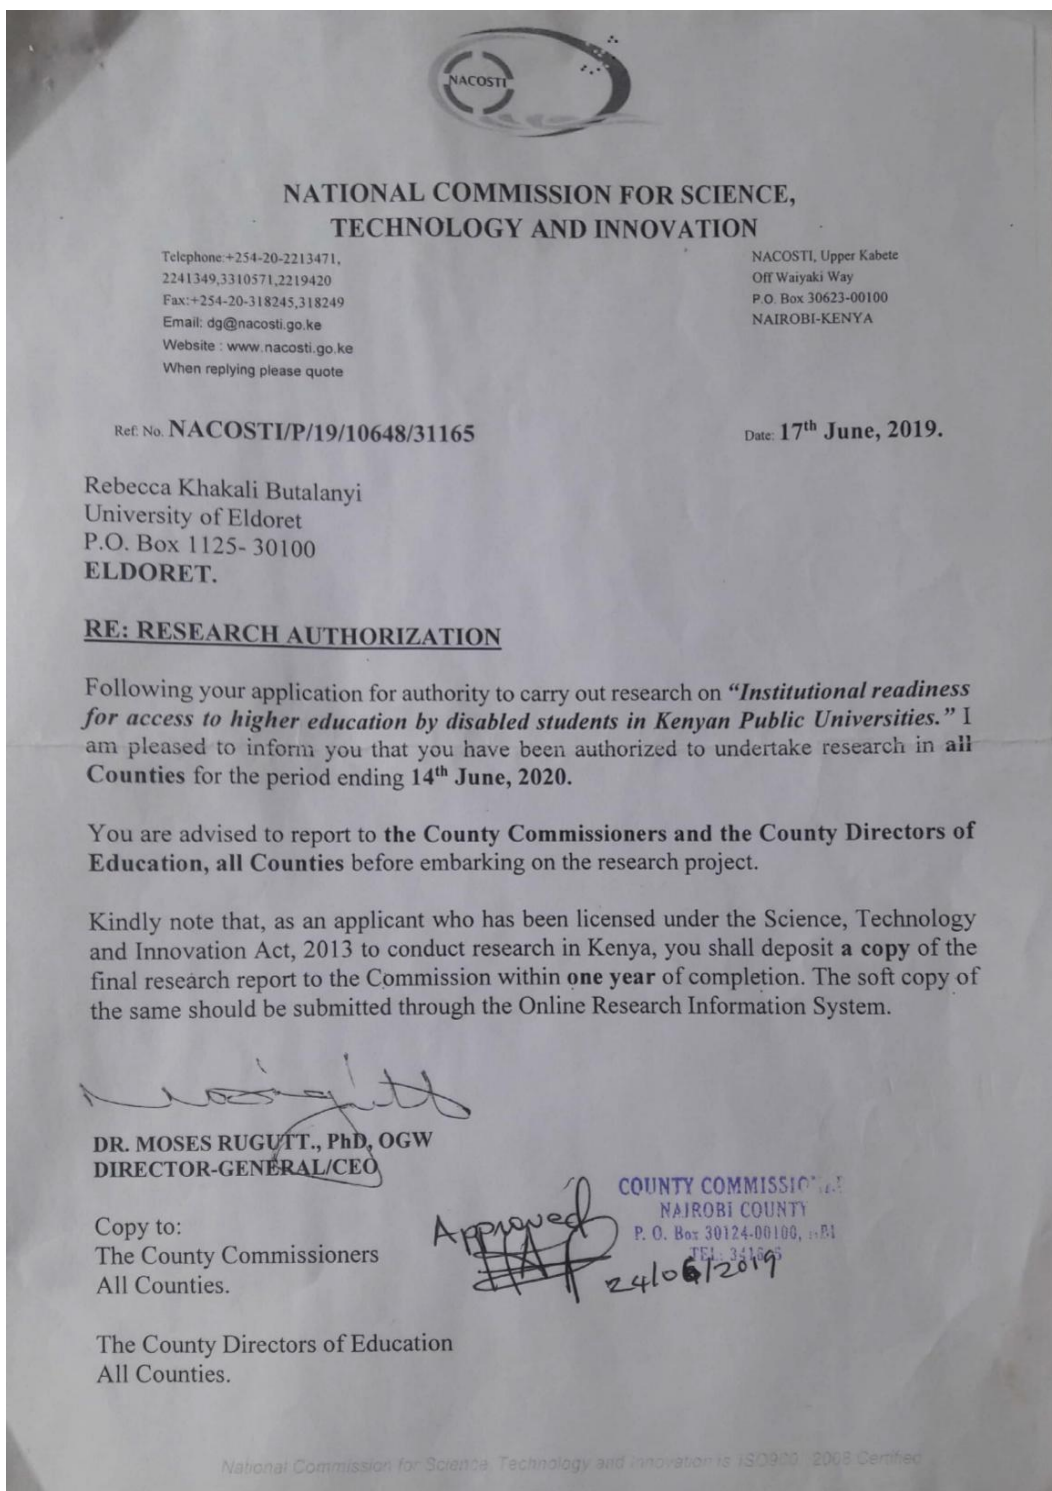 NACOSTI
NATIONAL COMMISSION FOR SCIENCE,
TECHNOLOGY AND INNOVATION
Telephone:+254-20-2213471,
2241349,3310571,2219420
Fax:+254-20-318245,318249
Email: dg@nacosti.go.ke
Website : www.nacosti.go.ke
When replying please quote
NACOSTI, Upper Kabete
Off Waiyaki Way
P.O. Box 30623-00100
NAIROBI-KENYA
Ref: No. NACOSTI/P/19/10648/31165
Date: 17th June, 2019.
Rebecca Khakali Butalanyi
University of Eldoret
P.O. Box 1125- 30100
ELDORET.
RE: RESEARCH AUTHORIZATION
Following your application for authority to carry out research on “Institutional readiness
for access to higher education by disabled students in Kenyan Public Universities.” I
am pleased to inform you that you have been authorized to undertake research in all
Counties for the period ending 14th June, 2020.
You are advised to report to the County Commissioners and the County Directors of
Education, all Counties before embarking on the research project.
Kindly note that, as an applicant who has been licensed under the Science, Technology
and Innovation Act, 2013 to conduct research in Kenya, you shall deposit a copy of the
final research report to the Commission within one year of completion. The soft copy of
the same should be submitted through the Online Research Information System.
DR. MOSES RUGUTT., PhD, OGW
DIRECTOR-GENERAL/CEO
Copy to:
The County Commissioners
All Counties.
Approved
COUNTY
NAIROBI COUNTY
P. O. Box 30124-00100,
TEL:
24/06/2019
The County Directors of Education
All Counties.
National Commission for Science, Technology and Innovation is 2008 Certified